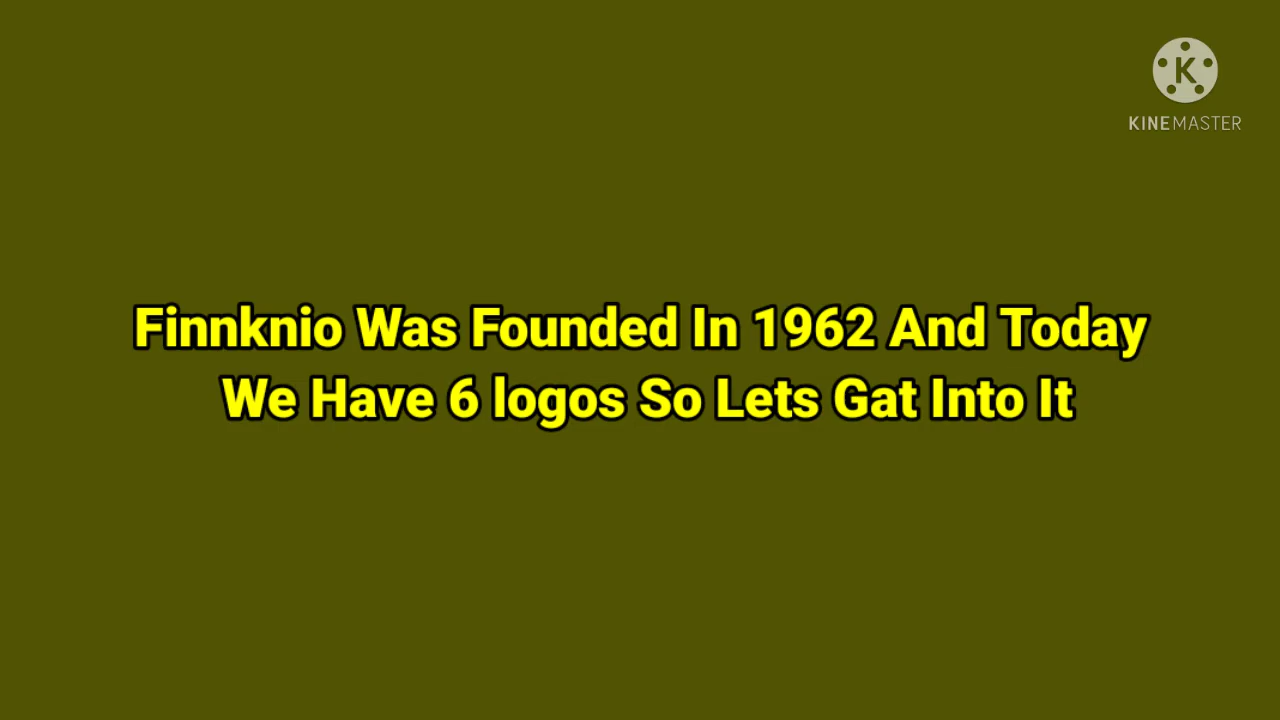 K
KINEMASTER
Finnknio Was Founded In 1962 And Today
We Have 6 logos So Lets Gat Into It